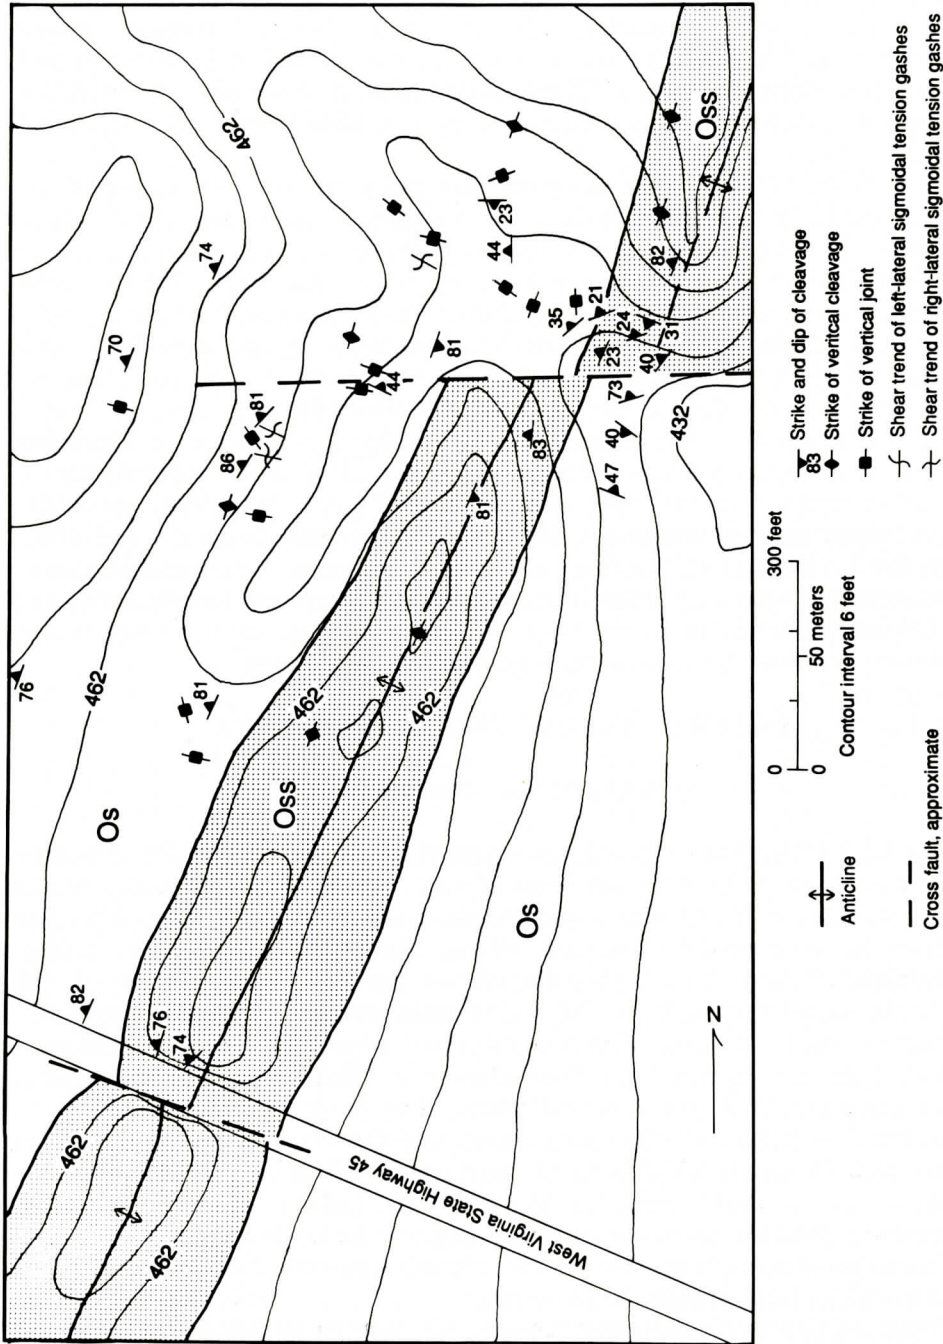 462
74
70
81
86
44
81
23
44
35
21
24
23
31
40
82
Oss
73
40
47
432
83
81
76
462
81
462
462
Os
Oss
82
76
74
Os
N
462
462
West Virginia State Highway 45
83 Strike and dip of cleavage
Strike of vertical cleavage
Strike of vertical joint
Shear trend of left-lateral sigmoidal tension gashes
Shear trend of right-lateral sigmoidal tension gashes
0 300 feet
0 50 meters
Contour interval 6 feet
Anticline
Cross fault, approximate